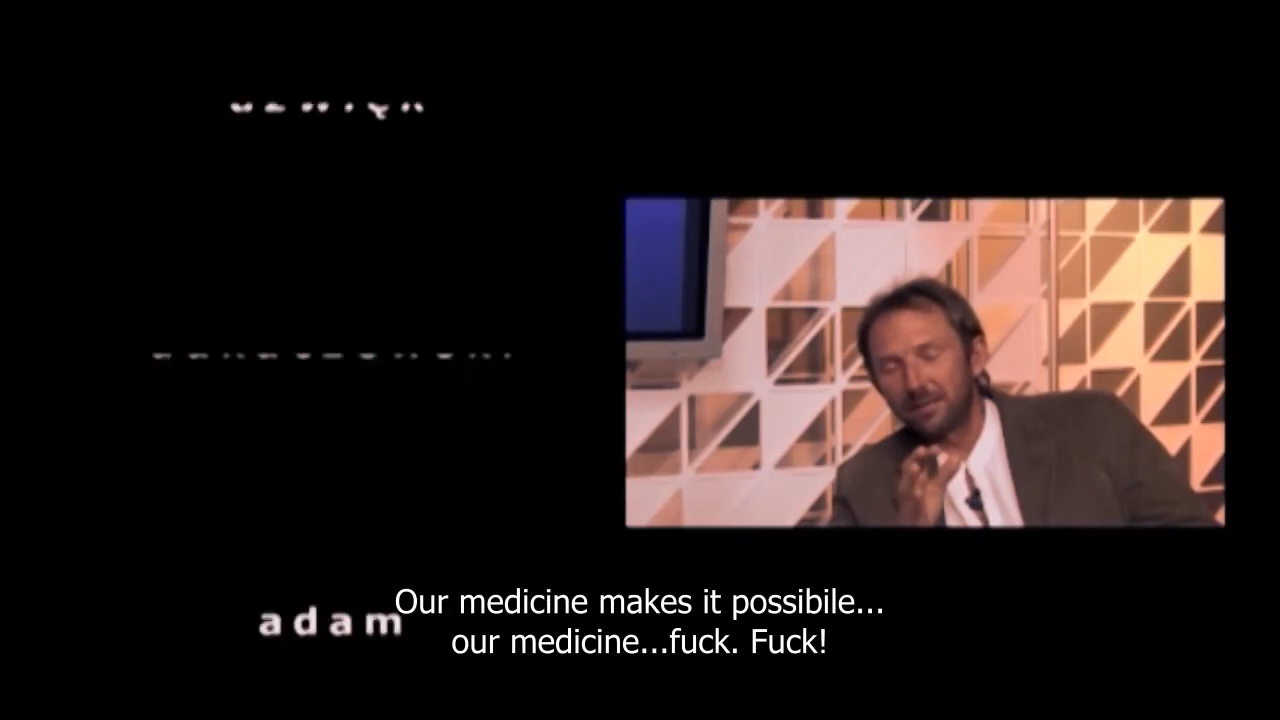 adam
Our medicine makes it possibile...
our medicine...fuck. Fuck!